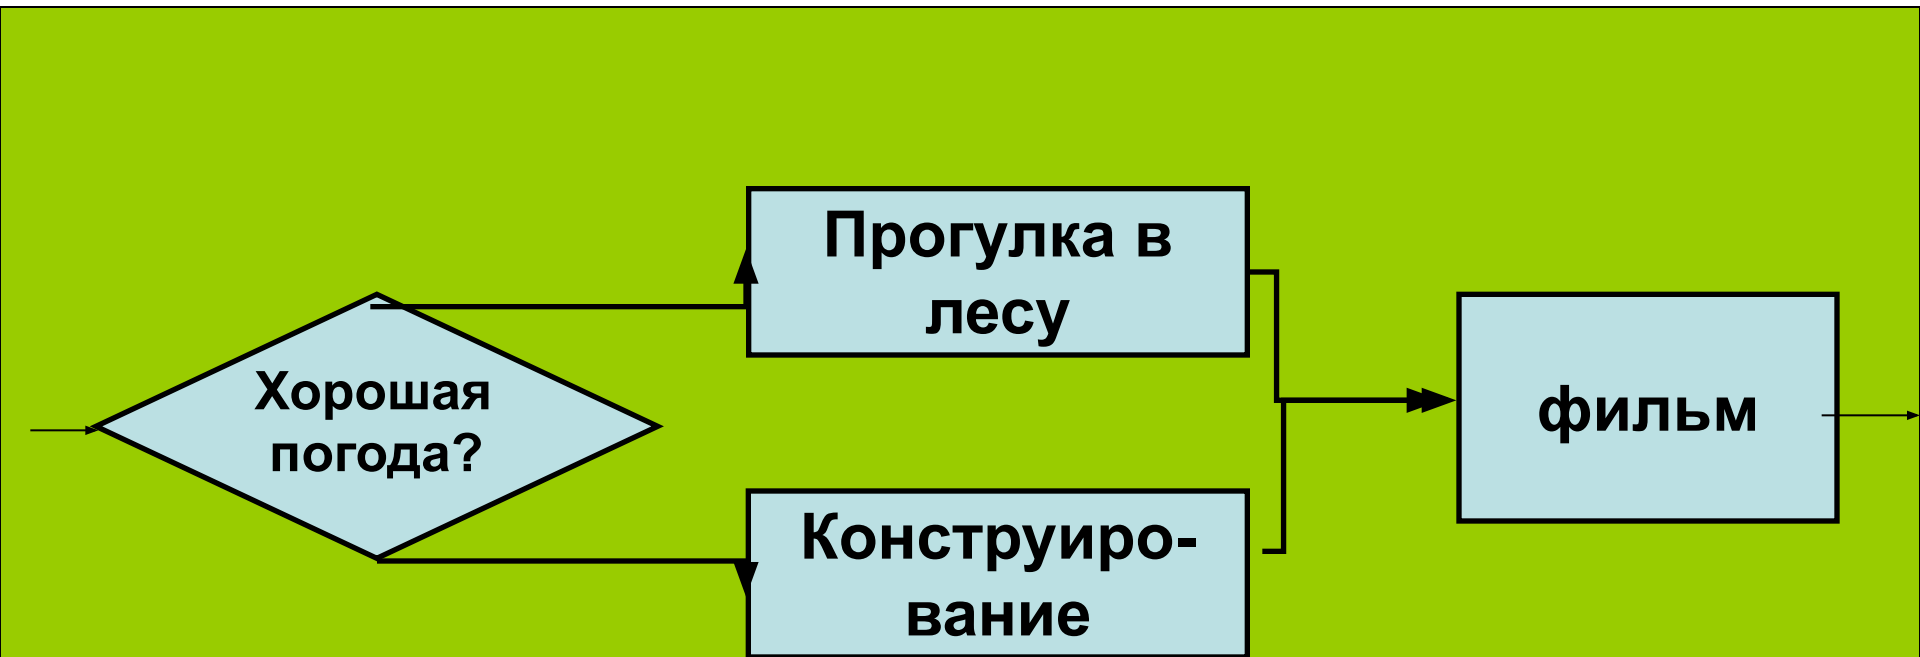 Прогулка в
лесу
Хорошая
погода?
фильм
Конструиро-
вание